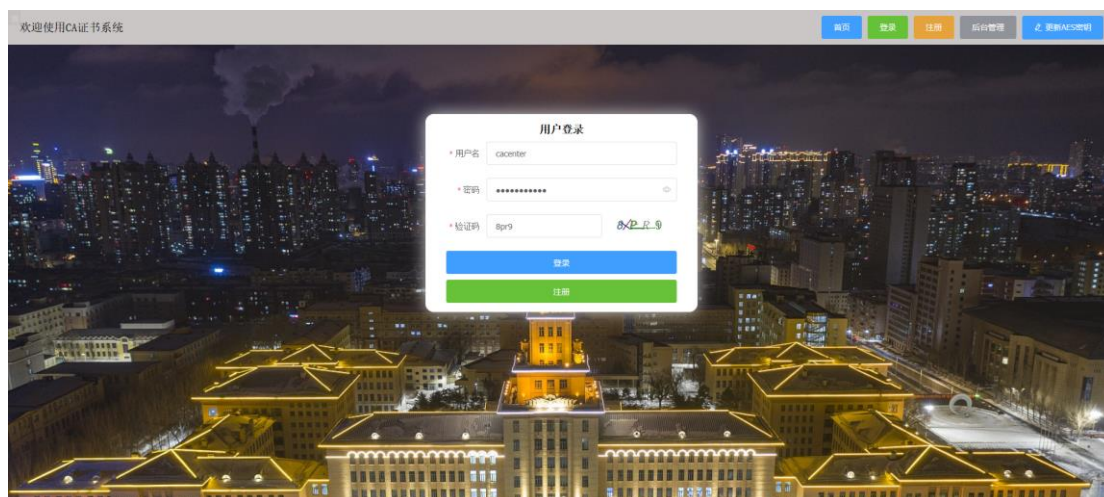 欢迎使用CA证书系统
首页 登录 注册 后台管理 更新AES密钥
用户登录
* 用户名 cacenter
* 密码 •••••••••••
* 验证码 8pr9 8XPR9
登录
注册